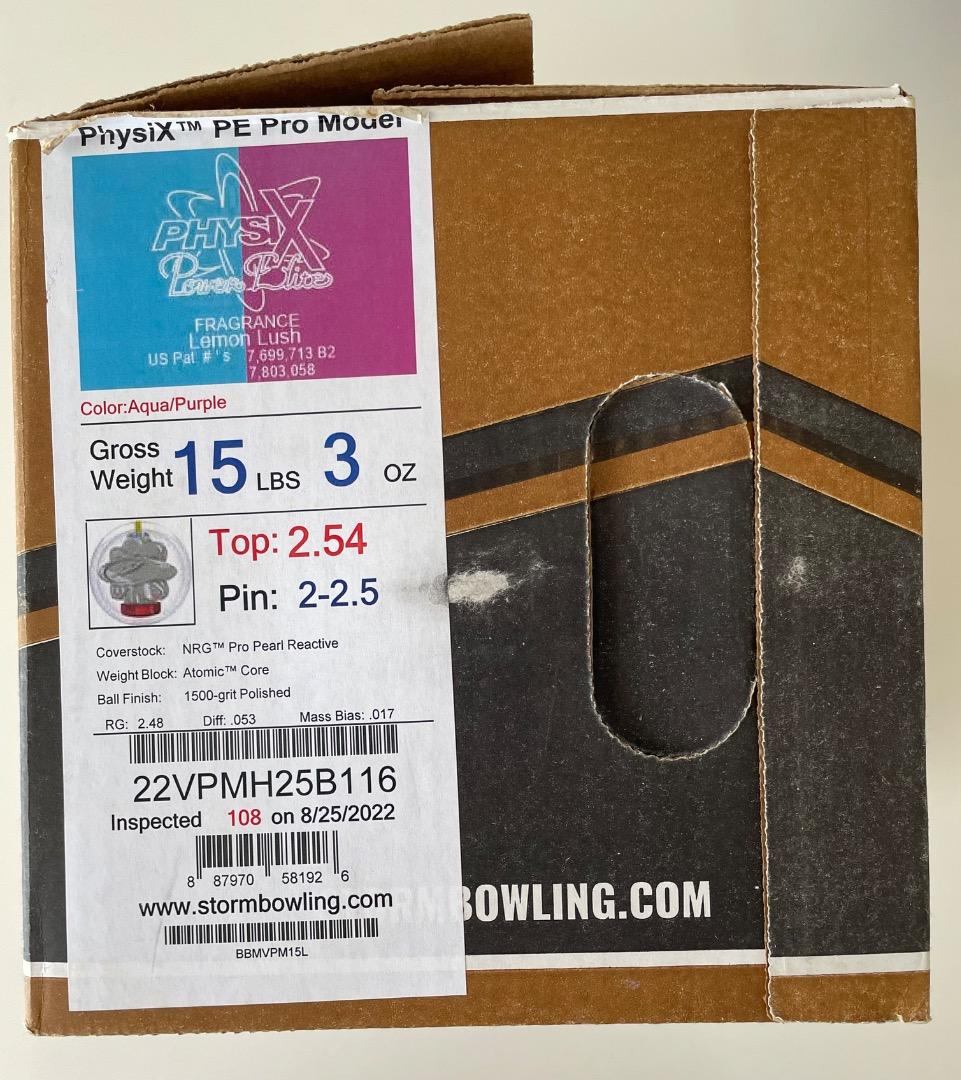 PhysiX™ PE Pro Model
PHYSIX
Power Elite
FRAGRANCE
Lemon Lush
US Pat #'s 7,699,713 B2
7,803,058
Color:Aqua/Purple
Gross Weight 15 LBS 3 OZ
Top: 2.54
Pin: 2-2.5
Coverstock: NRG™ Pro Pearl Reactive
Weight Block: Atomic™ Core
Ball Finish: 1500-grit Polished
RG: 2.48 Diff: .053 Mass Bias: .017
22VPMH25B116
Inspected 108 on 8/25/2022
8 87970 58192 6
www.stormbowling.com
BBMVPM15L
RMBOWLING.COM